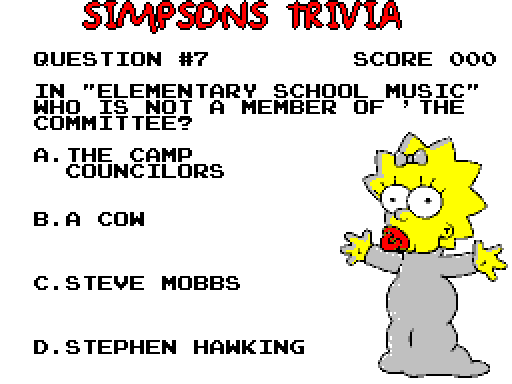 SIMPSONS TRIVIA
QUESTION #7 SCORE 000
IN "ELEMENTARY SCHOOL MUSIC"
WHO IS NOT A MEMBER OF ' THE
COMMITTEE?
A.THE CAMP
COUNCILORS
B.A COW
C.STEVE MOBBS
D.STEPHEN HAWKING